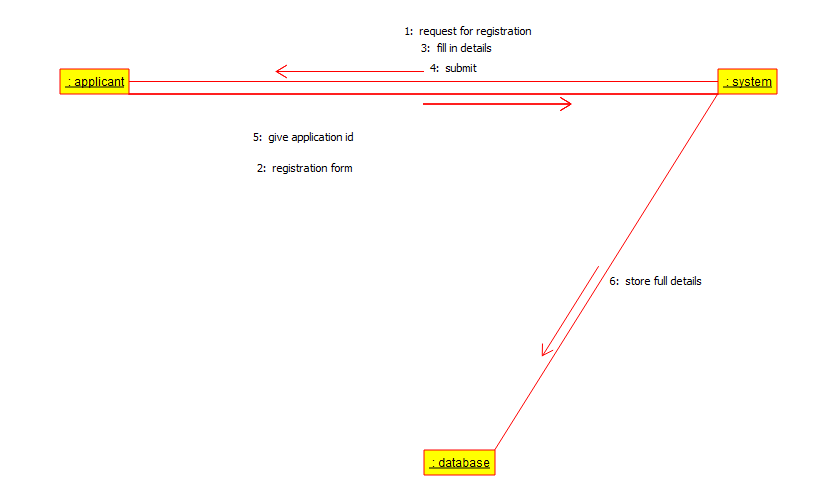 1: request for registration
3: fill in details
4: submit
: applicant
: system
5: give application id
2: registration form
6: store full details
: database